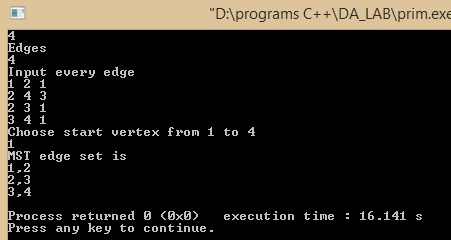 "D:\programs C++\DA_LAB\prim.exe
4
Edges
4
Input every edge
1 2 1
2 4 3
2 3 1
3 4 1
Choose start vertex from 1 to 4
1
MST edge set is
1,2
2,3
3,4
Process returned 0 (0x0)   execution time : 16.141 s
Press any key to continue.